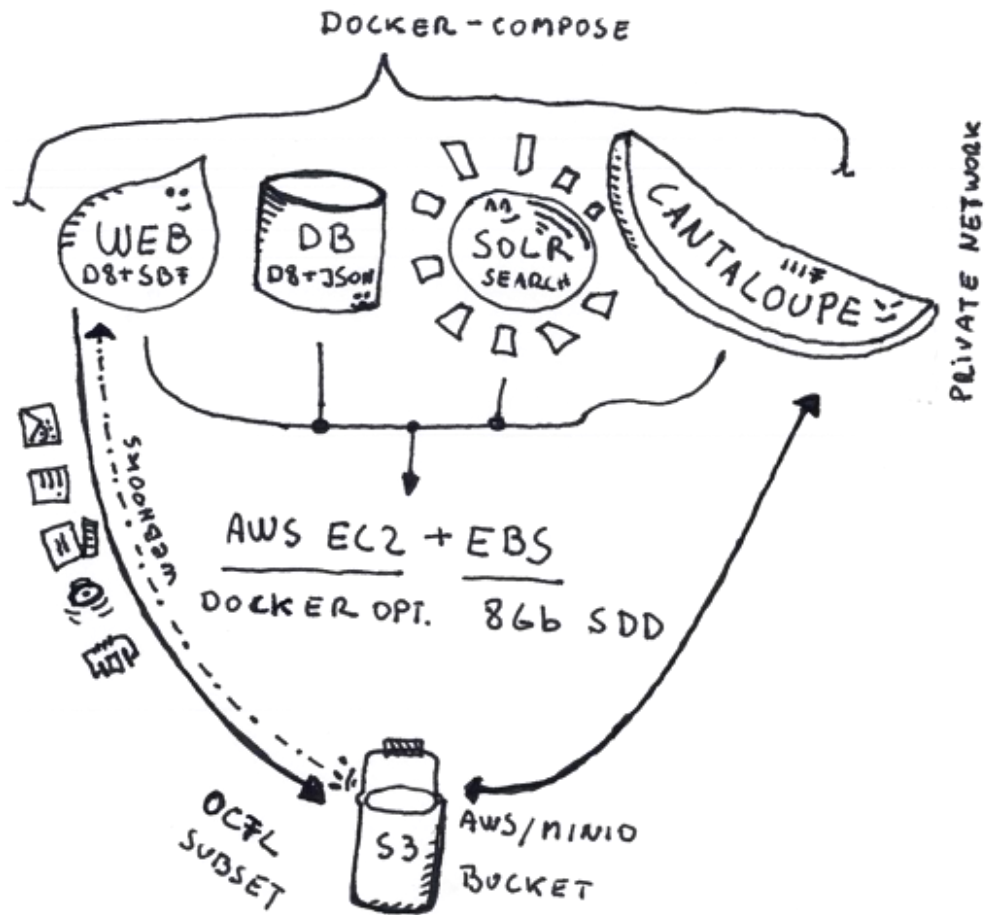 DOCKER-COMPOSE
WEB
D8+SBF
DB
D8+JSON
SOLR
SEARCH
CANTALOUPE
PRIVATE NETWORK
WEBHOOKS
AWS EC2 + EBS
DOCKER OPT. 8Gb SDD
OCFL
SUBSET
S3
AWS/MINIO
BUCKET